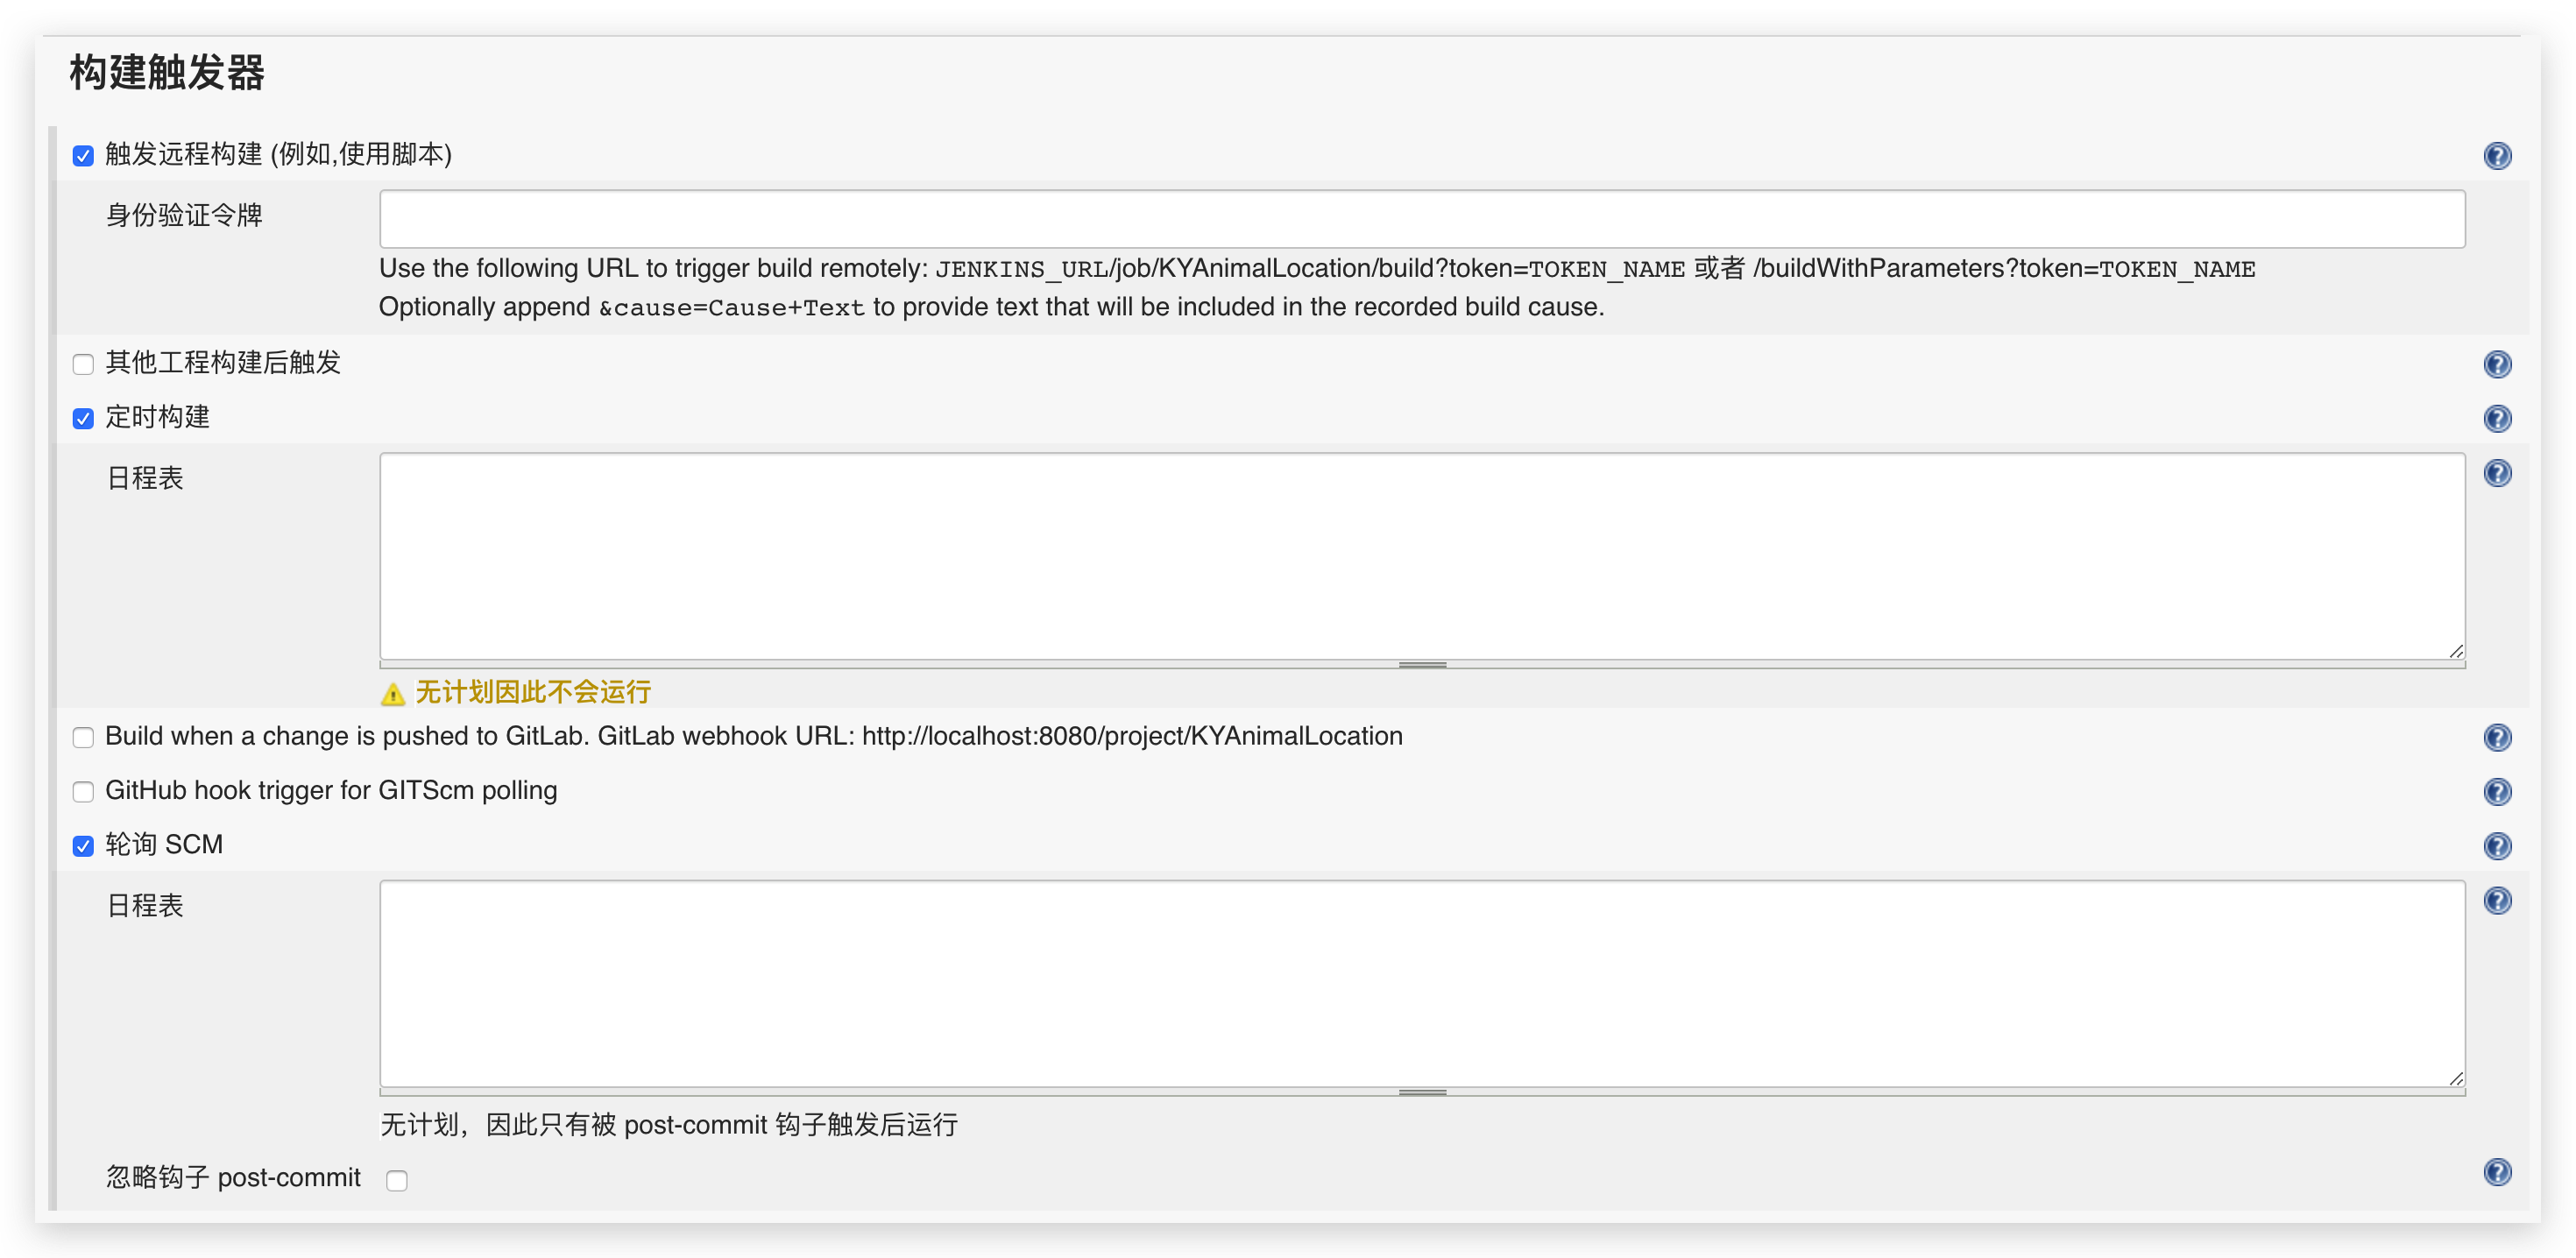 构建触发器
触发远程构建 (例如,使用脚本)
身份验证令牌
Use the following URL to trigger build remotely: JENKINS_URL/job/KYAnimalLocation/build?token=TOKEN_NAME 或者 /buildWithParameters?token=TOKEN_NAME
Optionally append &cause=Cause+Text to provide text that will be included in the recorded build cause.
其他工程构建后触发
定时构建
日程表
无计划因此不会运行
Build when a change is pushed to GitLab. GitLab webhook URL: http://localhost:8080/project/KYAnimalLocation
GitHub hook trigger for GITScm polling
轮询 SCM
日程表
无计划，因此只有被 post-commit 钩子触发后运行
忽略钩子 post-commit